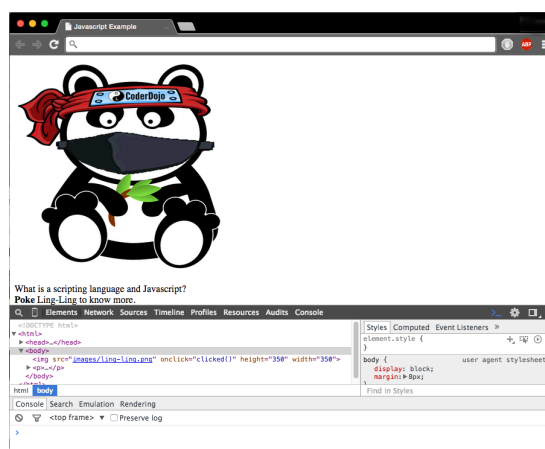 Javascript Example
ABP
CoderDojo
What is a scripting language and Javascript?
Poke Ling-Ling to know more.
Elements Network Sources Timeline Profiles Resources Audits Console
<!DOCTYPE html>
▼<html>
▶<head>…</head>
▼<body>
<img src="images/ling-ling.png" onclick="clicked()" height="350" width="350">
▶<p>…</p>
</body>
</html>
html body
Styles Computed Event Listeners »
element.style {
}
body { user agent stylesheet
display: block;
margin:▶8px;
}
Find in Styles
Console Search Emulation Rendering
<top frame> ▼ Preserve log
>